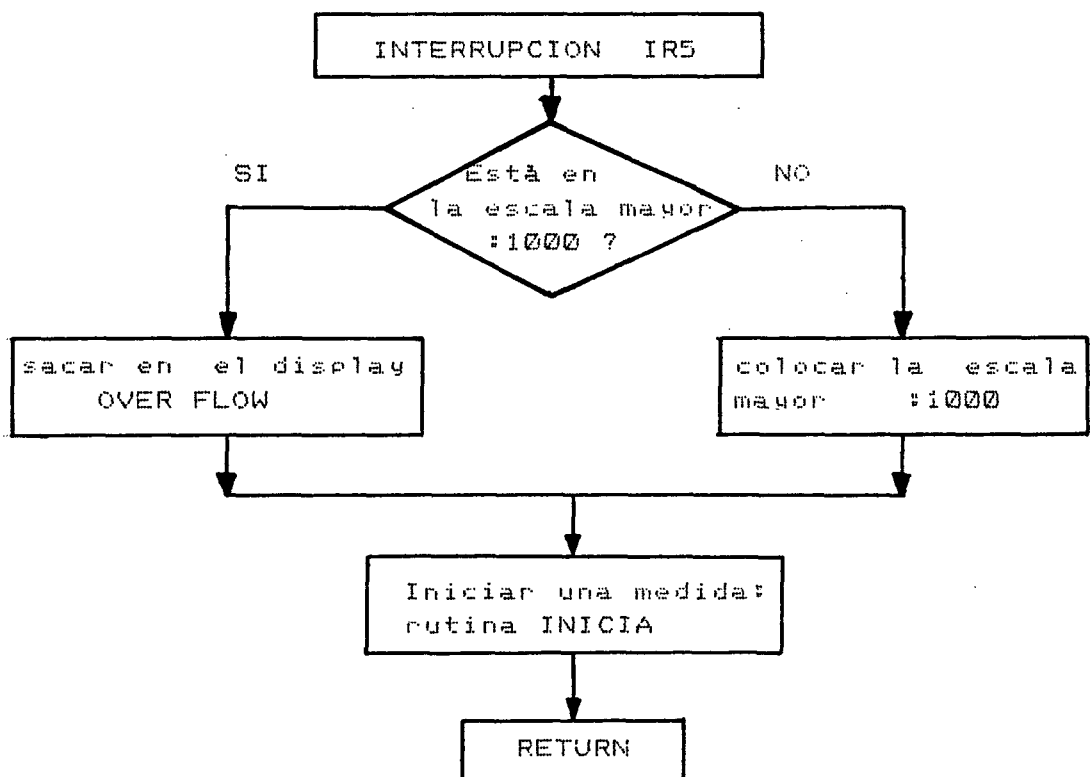 INTERRUPCION IR5
SI
Está en
NO
la escala mayor
:1000 ?
sacar en el display
OVER FLOW
colocar la escala
mayor :1000
Iniciar una medida:
rutina INICIA
RETURN